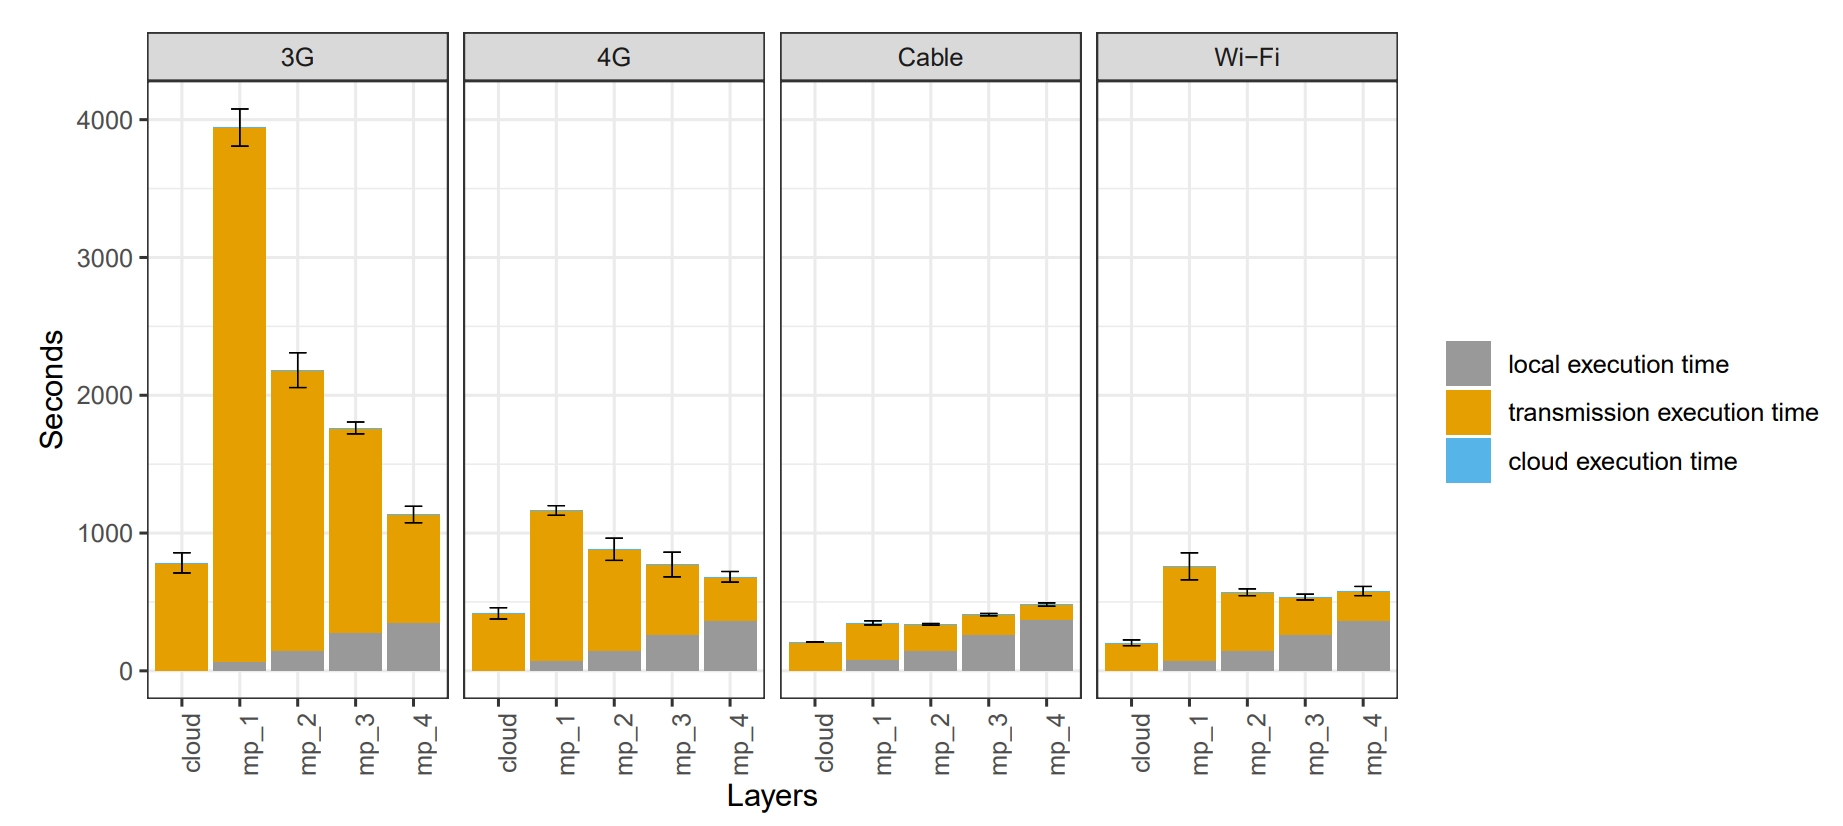 3G 4G Cable Wi−Fi
4000
3000
2000
1000
0
Seconds
cloud mp_1 mp_2 mp_3 mp_4 cloud mp_1 mp_2 mp_3 mp_4 cloud mp_1 mp_2 mp_3 mp_4 cloud mp_1 mp_2 mp_3 mp_4
Layers
local execution time
transmission execution time
cloud execution time